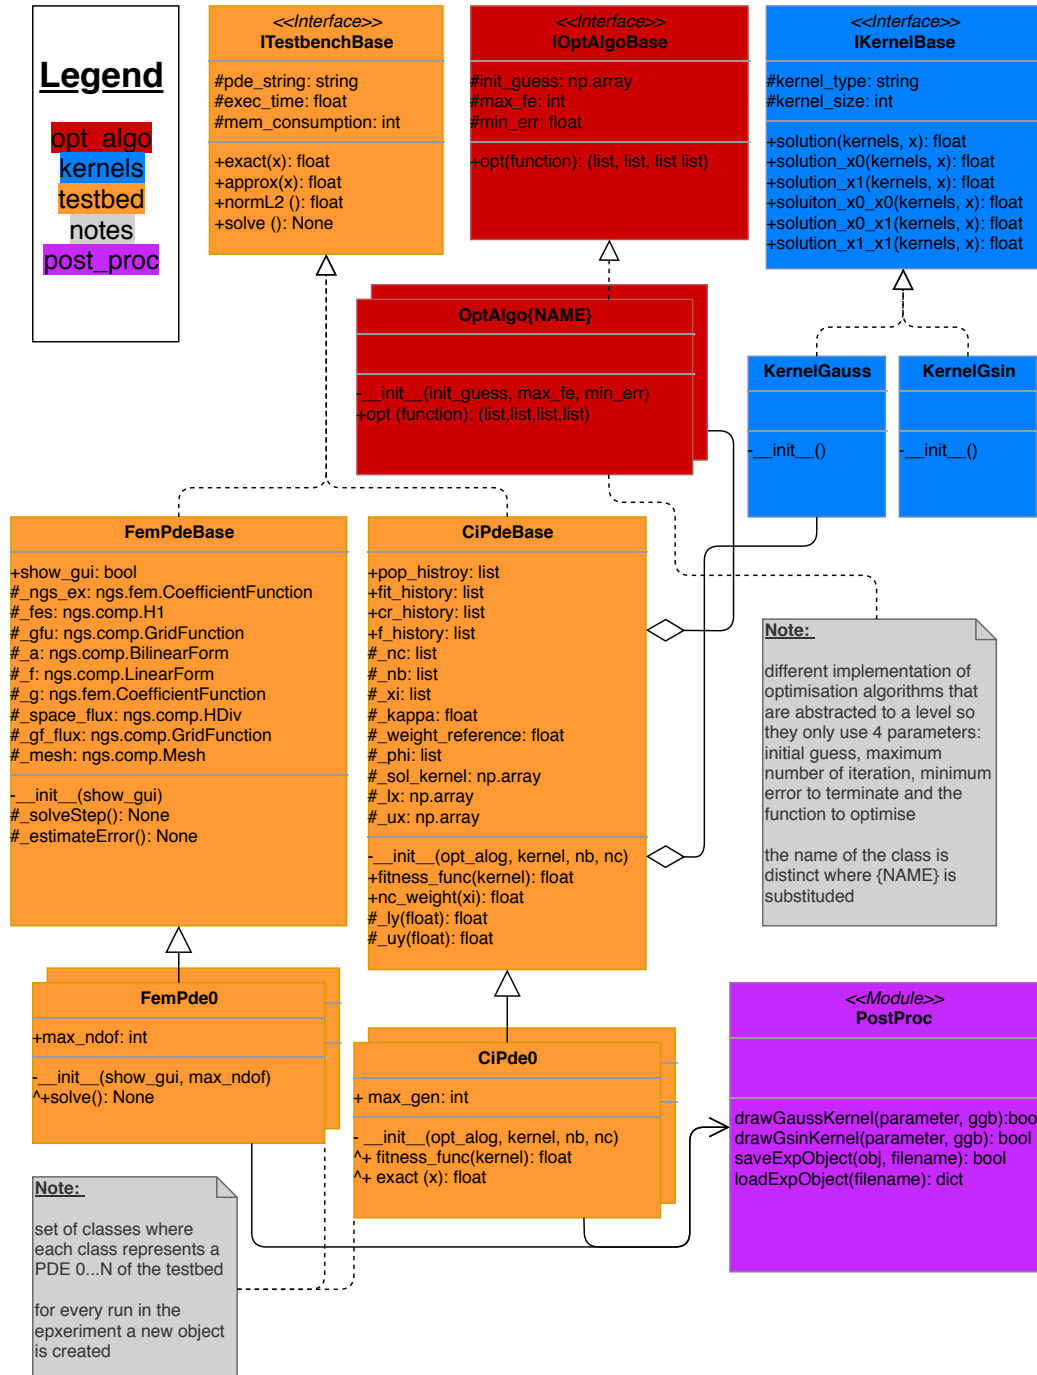 Legend
opt_algo
kernels
testbed
notes
post_proc
<<Interface>>
ITestbenchBase
#pde_string: string
#exec_time: float
#mem_consumption: int
+exact(x): float
+approx(x): float
+normL2 (): float
+solve (): None
<<Interface>>
IOptAlgoBase
#init_guess: np.array
#max_fe: int
#min_err: float
+opt(function): (list, list, list list)
<<Interface>>
IKernelBase
#kernel_type: string
#kernel_size: int
+solution(kernels, x): float
+solution_x0(kernels, x): float
+solution_x1(kernels, x): float
+soluiton_x0_x0(kernels, x): float
+solution_x0_x1(kernels, x): float
+solution_x1_x1(kernels, x): float
OptAlgo{NAME}
-__init__(init_guess, max_fe, min_err)
+opt (function): (list,list,list,list)
KernelGauss
-__init__()
KernelGsin
-__init__()
FemPdeBase
+show_gui: bool
#_ngs_ex: ngs.fem.CoefficientFunction
#_fes: ngs.comp.H1
#_gfu: ngs.comp.GridFunction
#_a: ngs.comp.BilinearForm
#_f: ngs.comp.LinearForm
#_g: ngs.fem.CoefficientFunction
#_space_flux: ngs.comp.HDiv
#_gf_flux: ngs.comp.GridFunction
#_mesh: ngs.comp.Mesh
-__init__(show_gui)
#_solveStep(): None
#_estimateError(): None
CiPdeBase
+pop_histroy: list
+fit_history: list
+cr_history: list
+f_history: list
#_nc: list
#_nb: list
#_xi: list
#_kappa: float
#_weight_reference: float
#_phi: list
#_sol_kernel: np.array
#_lx: np.array
#_ux: np.array
-__init__(opt_alog, kernel, nb, nc)
+fitness_func(kernel): float
+nc_weight(xi): float
#_ly(float): float
#_uy(float): float
Note:
different implementation of
optimisation algorithms that
are abstracted to a level so
they only use 4 parameters:
initial guess, maximum
number of iteration, minimum
error to terminate and the
function to optimise
the name of the class is
distinct where {NAME} is
substituded
FemPde0
+max_ndof: int
-__init__(show_gui, max_ndof)
^+solve(): None
CiPde0
+ max_gen: int
- __init__(opt_alog, kernel, nb, nc)
^+ fitness_func(kernel): float
^+ exact (x): float
<<Module>>
PostProc
drawGaussKernel(parameter, ggb):bool
drawGsinKernel(parameter, ggb): bool
saveExpObject(obj, filename): bool
loadExpObject(filename): dict
Note:
set of classes where
each class represents a
PDE 0...N of the testbed
for every run in the
epxeriment a new object
is created